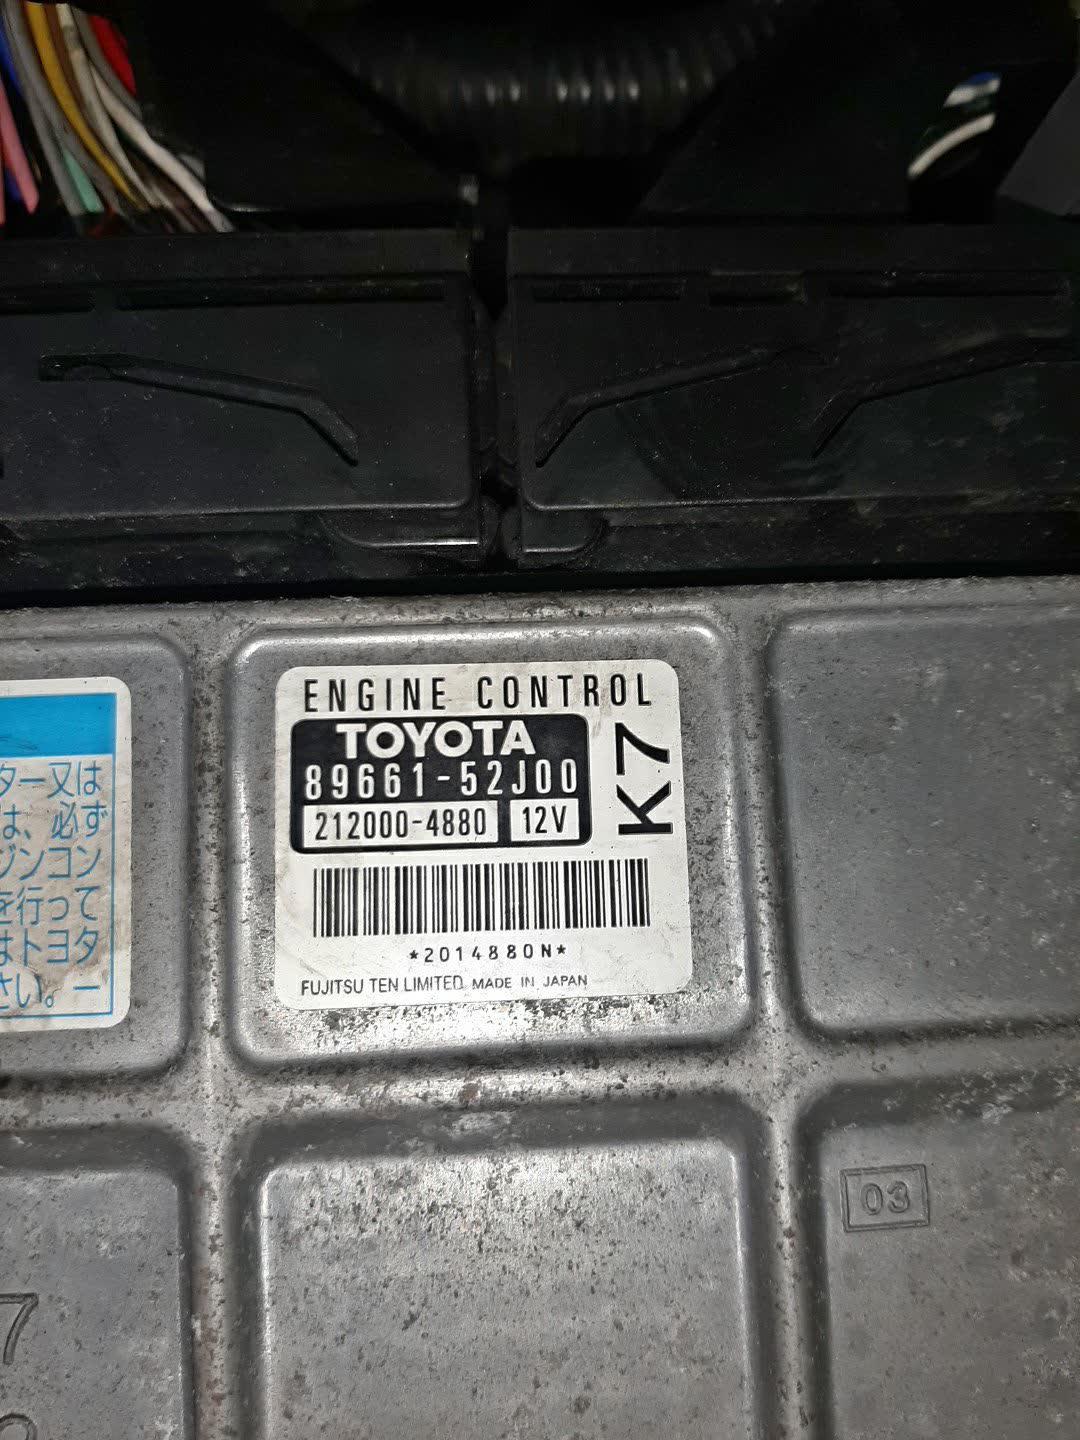 ENGINE CONTROL
TOYOTA
89661-52J00
212000-4880 12V
K7
*2014880N*
FUJITSU TEN LIMITED MADE IN JAPAN
ター又は
は、必ず
ジンコン
を行って
はトヨタ
さい。ー
03
7